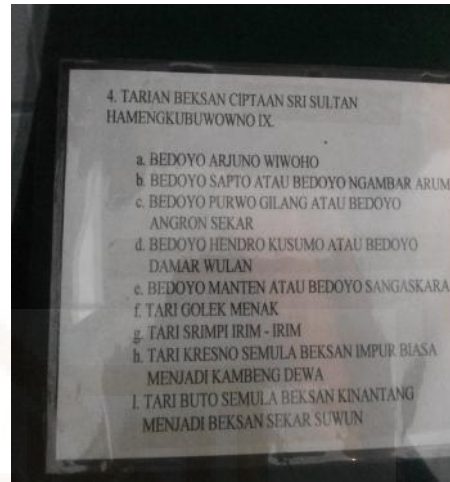 4. TARIAN BEKSAN CIPTAAN SRI SULTAN
HAMENGKUBUWOWNO IX.
a. BEDOYO ARJUNO WIWOHO
b. BEDOYO SAPTO ATAU BEDOYO NGAMBAR ARUM
c. BEDOYO PURWO GILANG ATAU BEDOYO
ANGRON SEKAR
d. BEDOYO HENDRO KUSUMO ATAU BEDOYO
DAMAR WULAN
e. BEDOYO MANTEN ATAU BEDOYO SANGASKARA
f. TARI GOLEK MENAK
g. TARI SRIMPI IRIM - IRIM
h. TARI KRESNO SEMULA BEKSAN IMPUR BIASA
MENJADI KAMBENG DEWA
I. TARI BUTO SEMULA BEKSAN KINANTANG
MENJADI BEKSAN SEKAR SUWUN